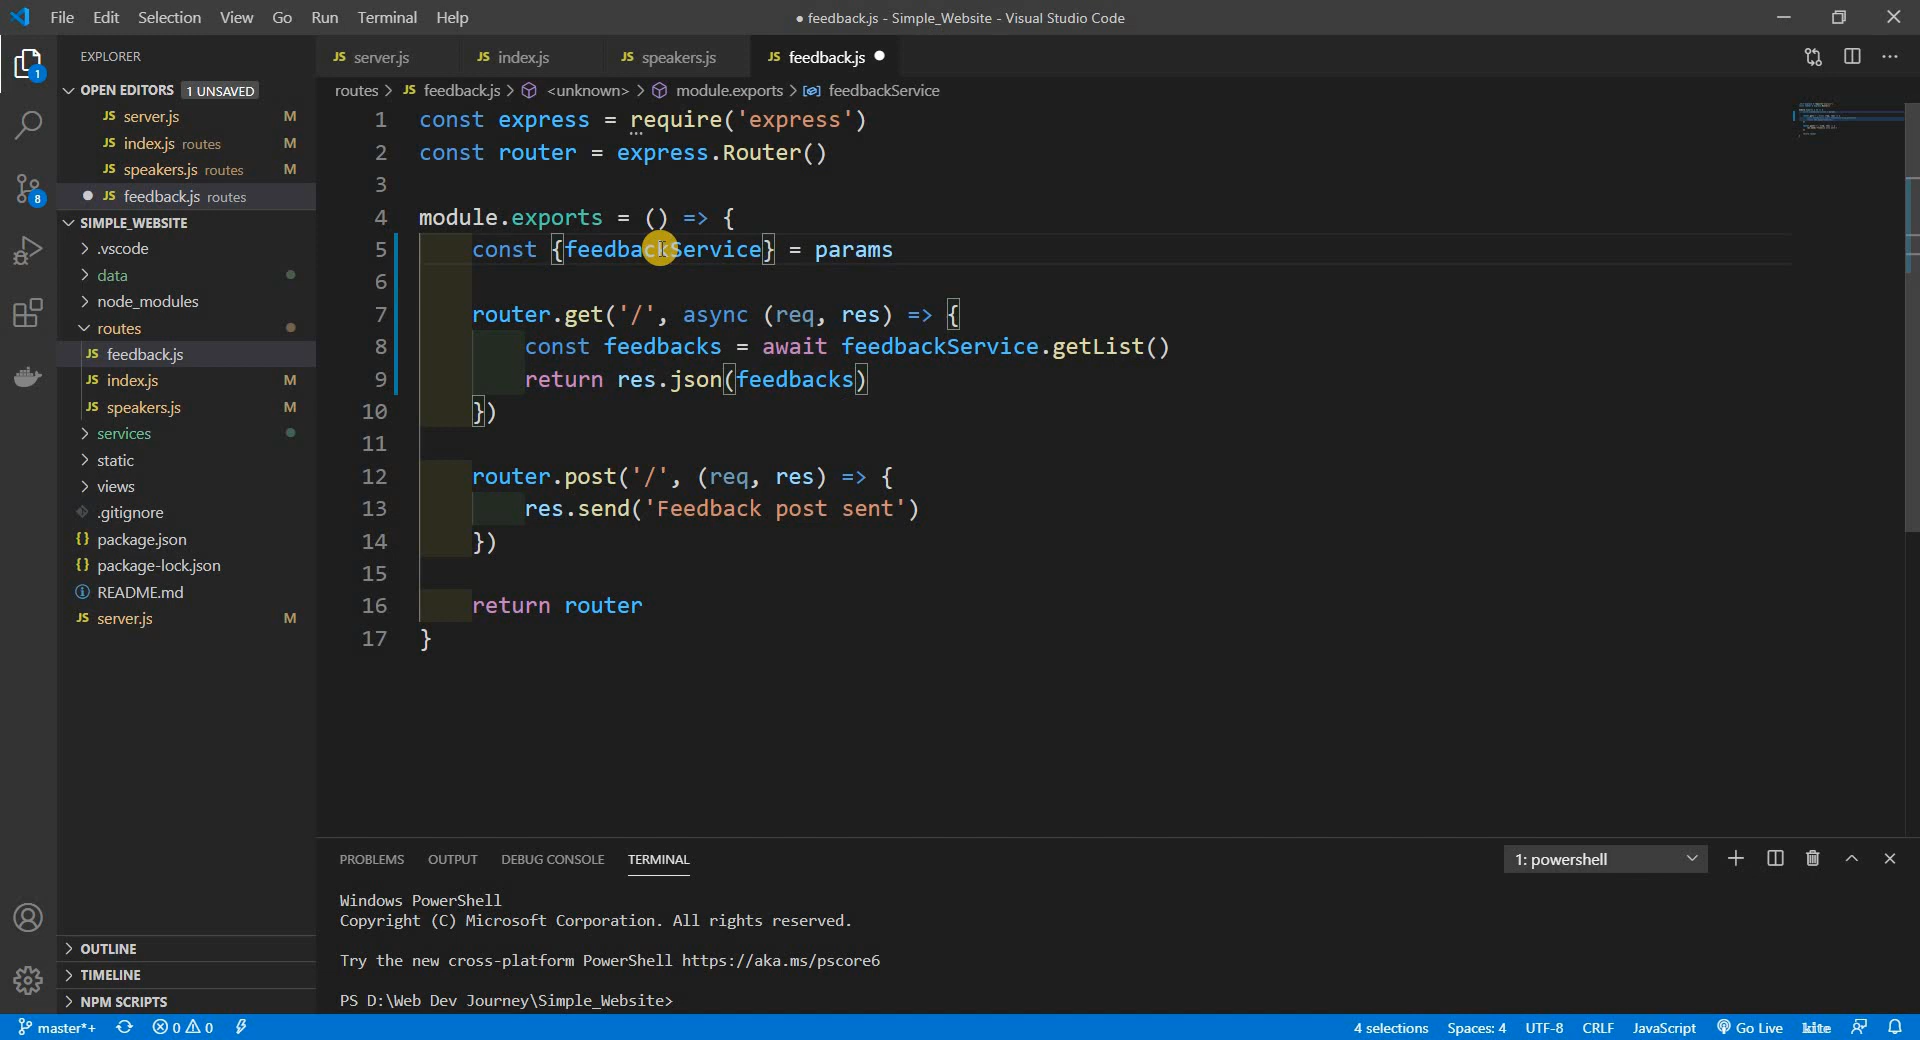 File Edit Selection View Go Run Terminal Help
● feedback.js - Simple_Website - Visual Studio Code
EXPLORER
OPEN EDITORS 1 UNSAVED
JS server.js M
JS index.js routes M
JS speakers.js routes M
● JS feedback.js routes
SIMPLE_WEBSITE
.vscode
data
node_modules
routes
JS feedback.js
JS index.js M
JS speakers.js M
services
static
views
.gitignore
{} package.json
{} package-lock.json
README.md
JS server.js M
OUTLINE
TIMELINE
NPM SCRIPTS
1
8
JS server.js JS index.js JS speakers.js JS feedback.js ●
routes > JS feedback.js > <unknown> > module.exports > feedbackService
1 const express = require('express')
2 const router = express.Router()
3
4 module.exports = () => {
5 const {feedbackService} = params
6
7 router.get('/', async (req, res) => {
8 const feedbacks = await feedbackService.getList()
9 return res.json(feedbacks)
10 })
11
12 router.post('/', (req, res) => {
13 res.send('Feedback post sent')
14 })
15
16 return router
17 }
PROBLEMS OUTPUT DEBUG CONSOLE TERMINAL
1: powershell
Windows PowerShell
Copyright (C) Microsoft Corporation. All rights reserved.
Try the new cross-platform PowerShell https://aka.ms/pscore6
PS D:\Web Dev Journey\Simple_Website>
master*+ 0 0 4 selections Spaces: 4 UTF-8 CRLF JavaScript Go Live kite